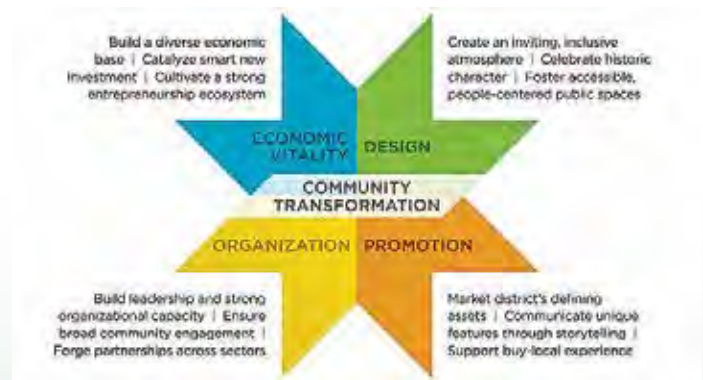 Build a diverse economic
base | Catalyze smart new
investment | Cultivate a strong
entrepreneurship ecosystem
Create an inviting, inclusive
atmosphere | Celebrate historic
character | Foster accessible,
people-centered public spaces
ECONOMIC
VITALITY
DESIGN
COMMUNITY
TRANSFORMATION
ORGANIZATION
PROMOTION
Build leadership and strong
organizational capacity | Ensure
broad community engagement |
Forge partnerships across sectors
Market district's defining
assets | Communicate unique
features through storytelling |
Support buy-local experience